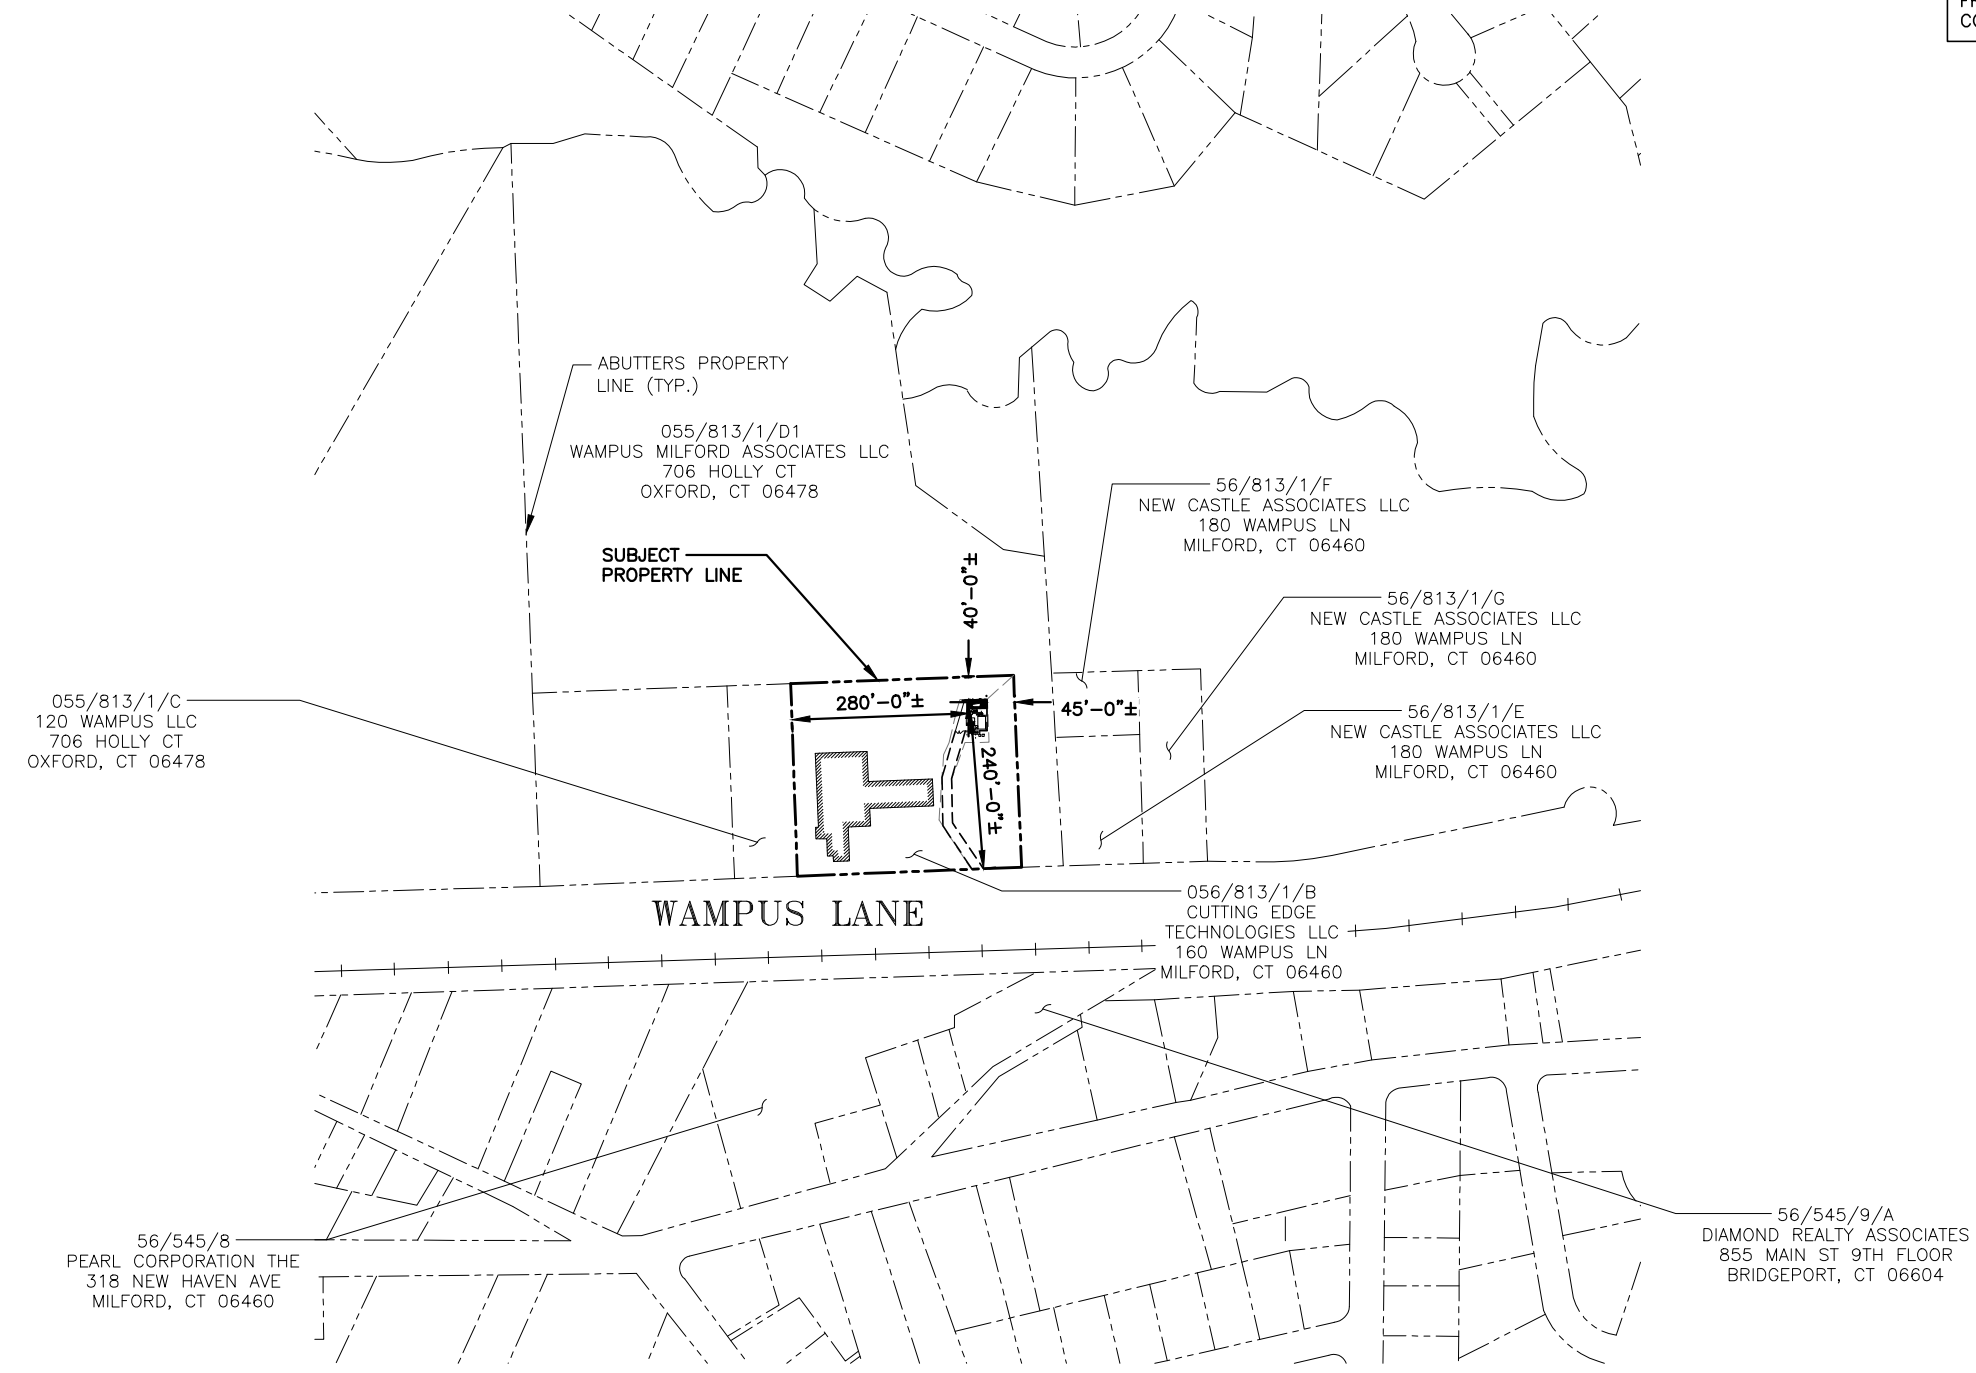 ABUTTERS PROPERTY
LINE (TYP.)
055/813/1/D1
WAMPUS MILFORD ASSOCIATES LLC
706 HOLLY CT
OXFORD, CT 06478
56/813/1/F
NEW CASTLE ASSOCIATES LLC
180 WAMPUS LN
MILFORD, CT 06460
SUBJECT
PROPERTY LINE
40'-0"±
56/813/1/G
NEW CASTLE ASSOCIATES LLC
180 WAMPUS LN
MILFORD, CT 06460
055/813/1/C
120 WAMPUS LLC
706 HOLLY CT
OXFORD, CT 06478
280'-0"±
45'-0"±
240'-0"±
56/813/1/E
NEW CASTLE ASSOCIATES LLC
180 WAMPUS LN
MILFORD, CT 06460
WAMPUS LANE
056/813/1/B
CUTTING EDGE
TECHNOLOGIES LLC
160 WAMPUS LN
MILFORD, CT 06460
56/545/8
PEARL CORPORATION THE
318 NEW HAVEN AVE
MILFORD, CT 06460
56/545/9/A
DIAMOND REALTY ASSOCIATES
855 MAIN ST 9TH FLOOR
BRIDGEPORT, CT 06604